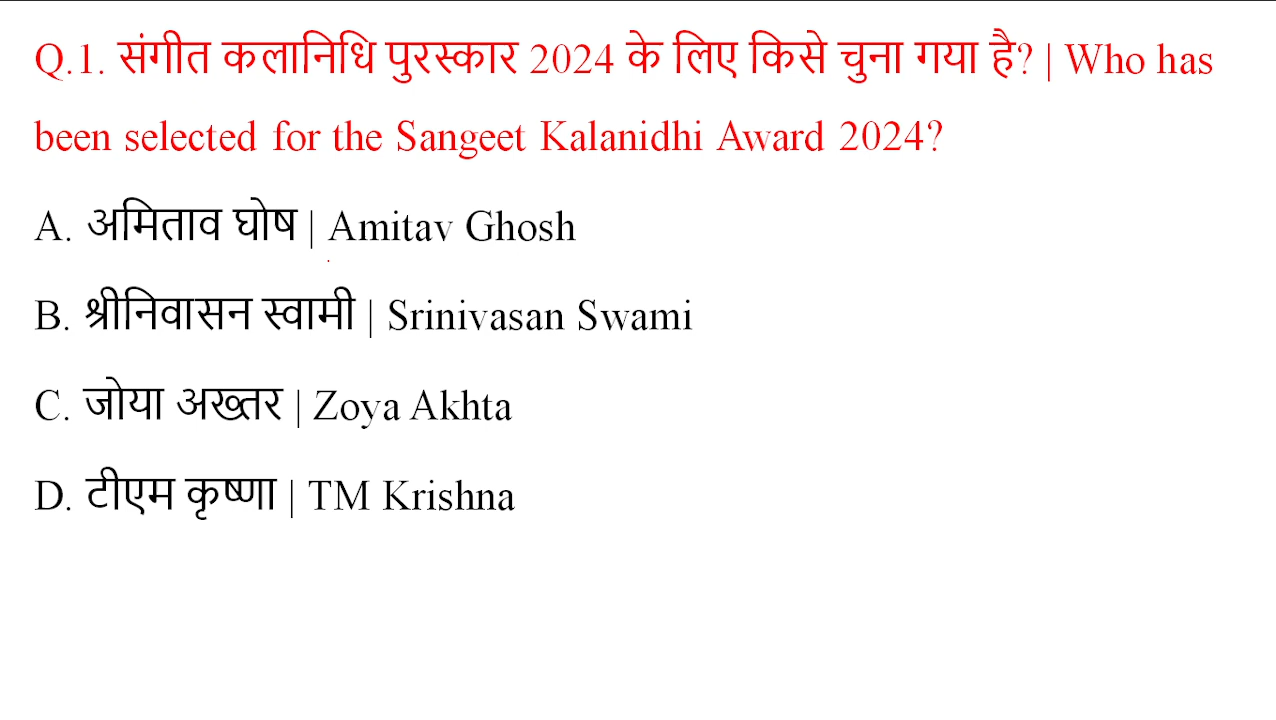 Q.1. संगीत कलानिधि पुरस्कार 2024 के लिए किसे चुना गया है? | Who has
been selected for the Sangeet Kalanidhi Award 2024?
A. अमिताव घोष | Amitav Ghosh
B. श्रीनिवासन स्वामी | Srinivasan Swami
C. जोया अख्तर | Zoya Akhta
D. टीएम कृष्णा | TM Krishna